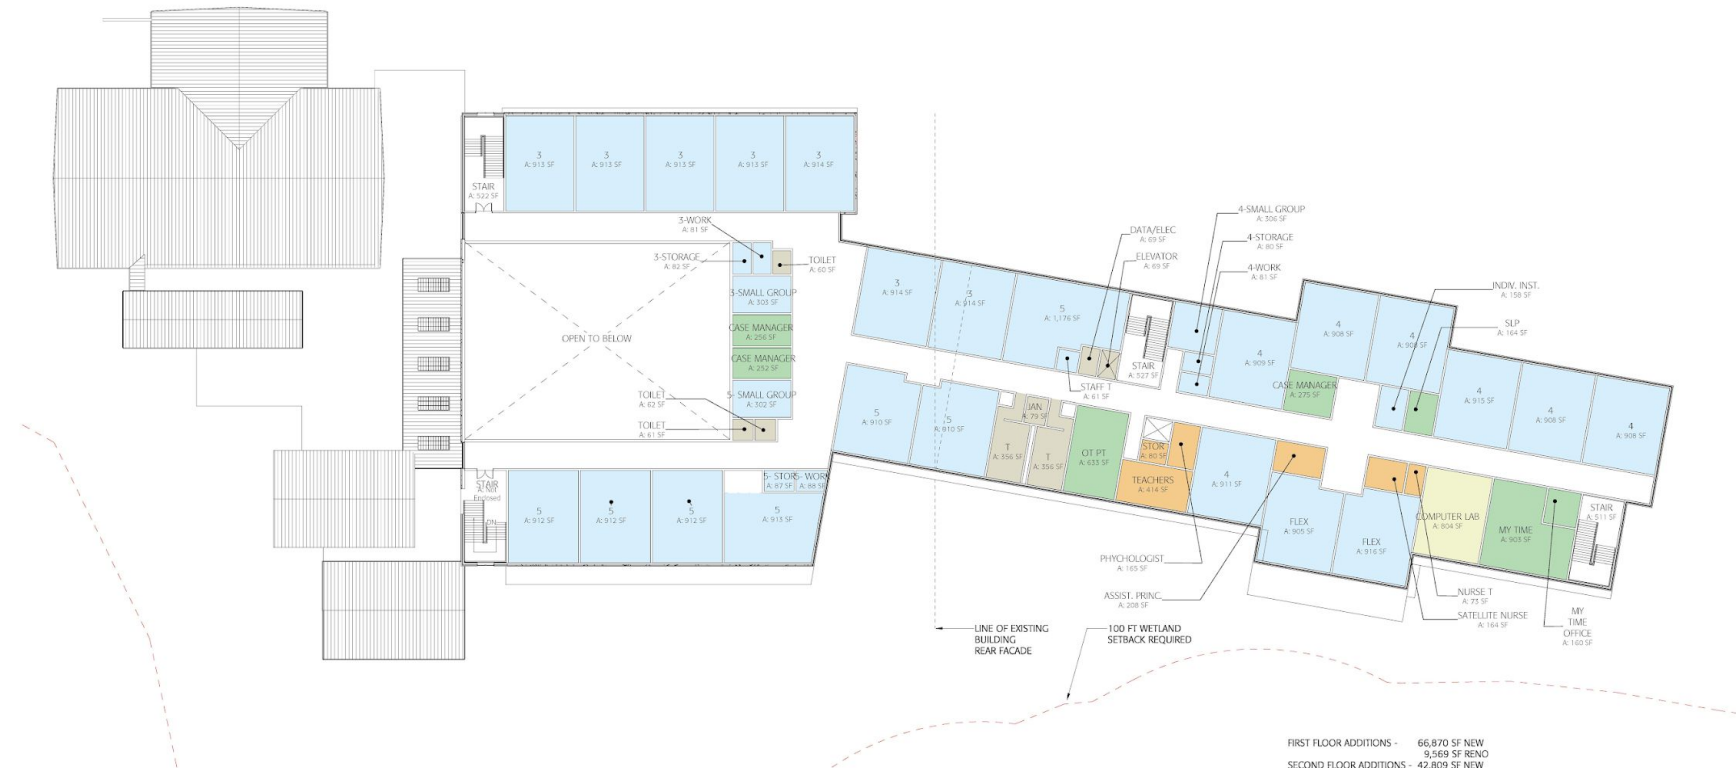 3
A: 913 SF
3
A: 913 SF
3
A: 913 SF
3
A: 913 SF
3
A: 914 SF
STAIR
A: 522 SF
3-WORK
A: 81 SF
3-STORAGE
A: 82 SF
TOILET
A: 60 SF
3-SMALL GROUP
A: 303 SF
CASE MANAGER
A: 256 SF
OPEN TO BELOW
CASE MANAGER
A: 252 SF
5- SMALL GROUP
A: 302 SF
TOILET
A: 62 SF
TOILET
A: 61 SF
STAIR
A: Not
Enclosed
DN
5- STOR
A: 87 SF
5- WORK
A: 88 SF
5
A: 912 SF
5
A: 912 SF
5
A: 912 SF
5
A: 913 SF
4-SMALL GROUP
A: 306 SF
DATA/ELEC
A: 69 SF
4-STORAGE
A: 80 SF
ELEVATOR
A: 69 SF
4-WORK
A: 81 SF
INDIV. INST.
A: 158 SF
SLP
A: 164 SF
3
A: 914 SF
3
A: 914 SF
5
A: 1,176 SF
STAIR
A: 527 SF
STAFF T
A: 61 SF
4
A: 909 SF
4
A: 908 SF
4
CASE MANAGER
A: 275 SF
4
A: 915 SF
4
A: 908 SF
4
A: 908 SF
5
A: 910 SF
5
A: 910 SF
JAN
A: 79 SF
T
A: 356 SF
T
A: 356 SF
OT PT
A: 633 SF
STOR
A: 80 SF
TEACHERS
A: 414 SF
4
A: 911 SF
FLEX
A: 905 SF
FLEX
A: 916 SF
COMPUTER LAB
A: 804 SF
MY TIME
A: 903 SF
STAIR
A: 511 SF
PHYCHOLOGIST
A: 165 SF
ASSIST. PRINC.
A: 208 SF
NURSE T
A: 73 SF
SATELLITE NURSE
A: 164 SF
MY
TIME
OFFICE
A: 160 SF
LINE OF EXISTING
BUILDING
REAR FACADE
100 FT WETLAND
SETBACK REQUIRED
FIRST FLOOR ADDITIONS - 66,870 SF NEW
9,569 SF RENO
SECOND FLOOR ADDITIONS - 42,809 SF NEW